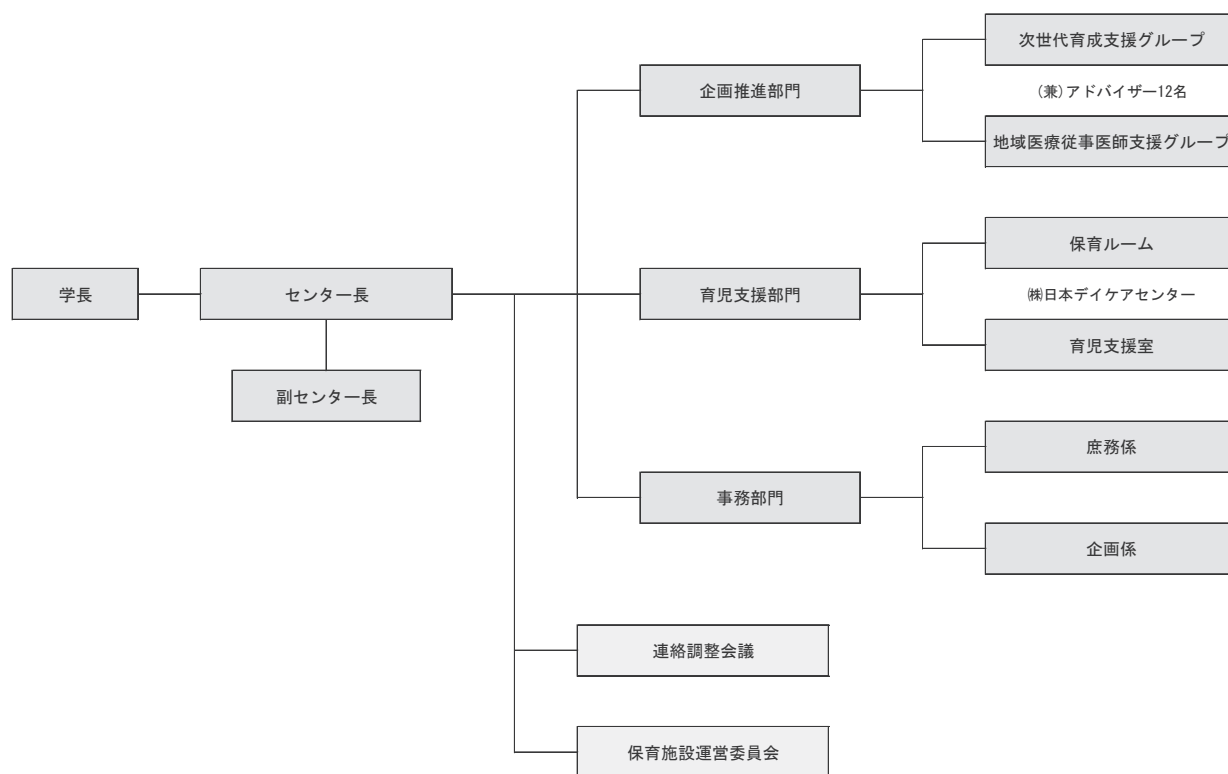 学長
センター長
副センター長
企画推進部門
次世代育成支援グループ
(兼)アドバイザー12名
地域医療従事医師支援グループ
育児支援部門
保育ルーム
㈱日本デイケアセンター
育児支援室
事務部門
庶務係
企画係
連絡調整会議
保育施設運営委員会